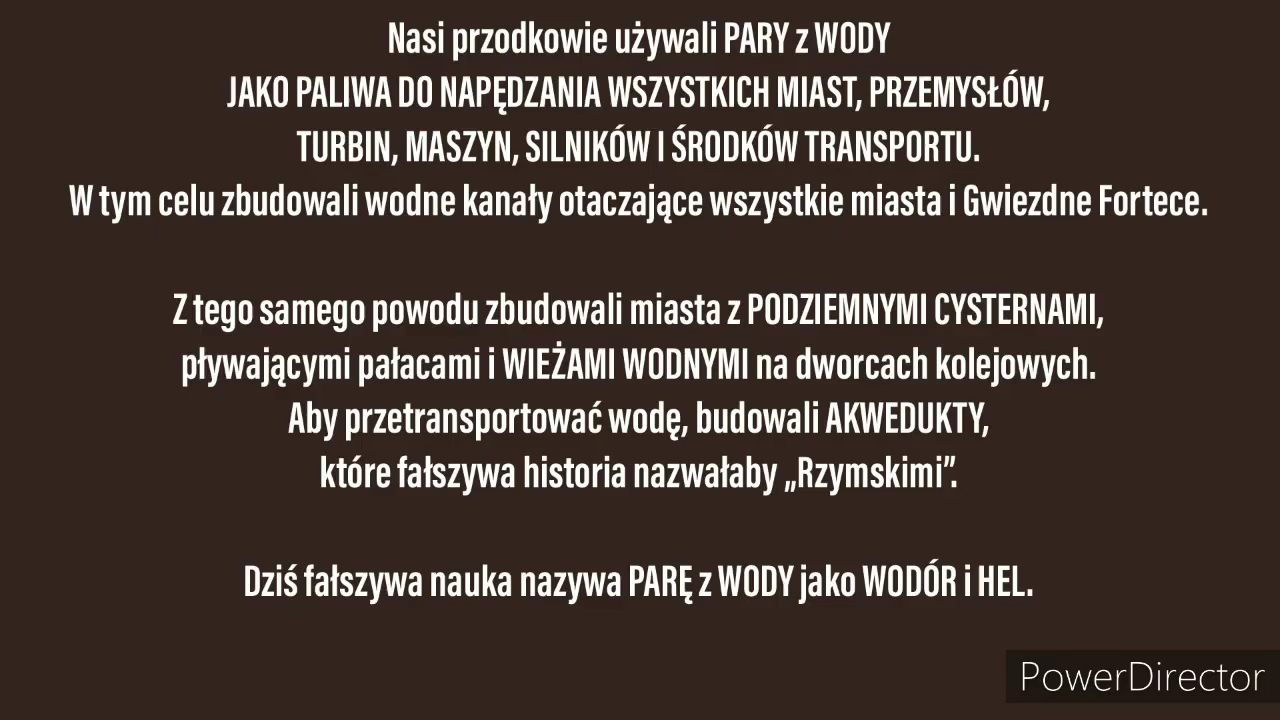 Nasi przodkowie używali PARY z WODY
JAKO PALIWA DO NAPĘDZANIA WSZYSTKICH MIAST, PRZEMYSŁÓW,
TURBIN, MASZYN, SILNIKÓW I ŚRODKÓW TRANSPORTU.
W tym celu zbudowali wodne kanały otaczające wszystkie miasta i Gwiezdne Fortece.
Z tego samego powodu zbudowali miasta z PODZIEMNYMI CYSTERNAMI,
pływającymi pałacami i WIEŻAMI WODNYMI na dworcach kolejowych.
Aby przetransportować wodę, budowali AKWEDUKTY,
które fałszywa historia nazwałaby „Rzymskimi”.
Dziś fałszywa nauka nazywa PARĘ z WODY jako WODÓR i HEL.
PowerDirector